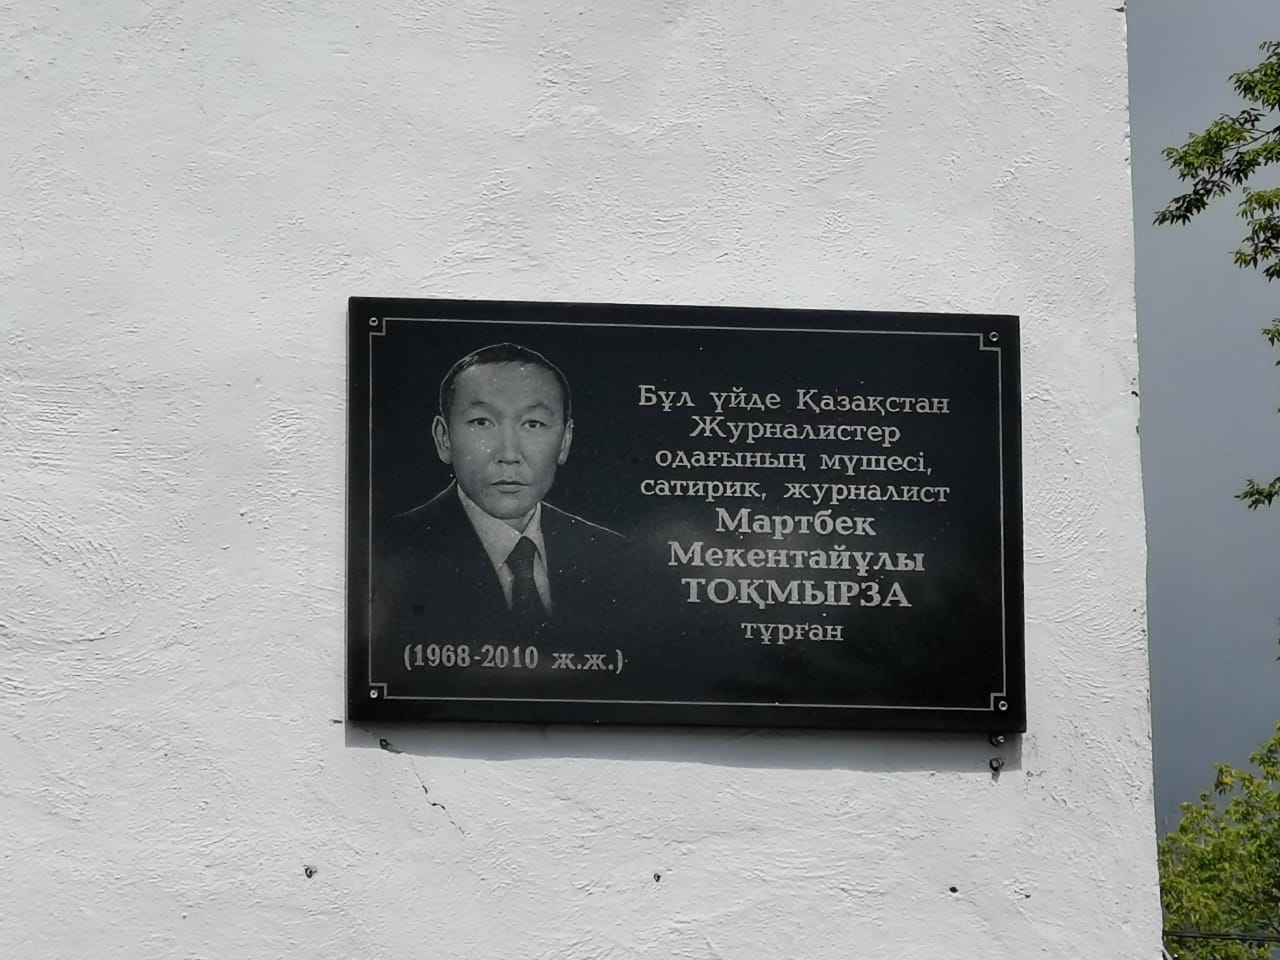 Бұл үйде Қазақстан
Журналистер
одағының мүшесі,
сатирик, журналист
Мартбек
Мекентайұлы
ТОҚМЫРЗА
тұрған
(1968-2010 ж.ж.)